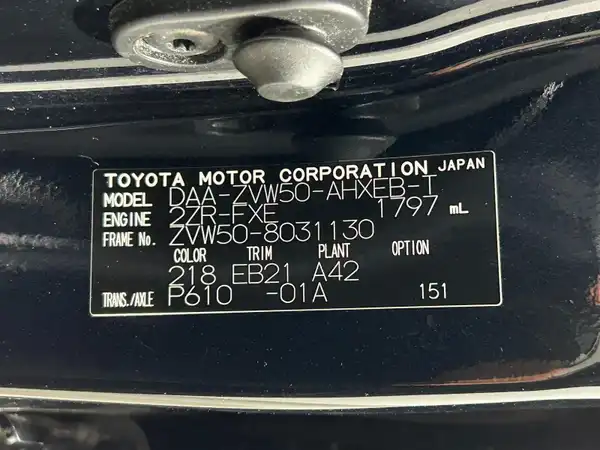 TOYOTA MOTOR CORPORATION JAPAN
MODEL DAA-ZVW50-AHXEB-T
ENGINE 2ZR-FXE 1797 mL
FRAME No. ZVW50-8031130
COLOR TRIM PLANT OPTION
218 EB21 A42
TRANS./AXLE P610 -01A 151